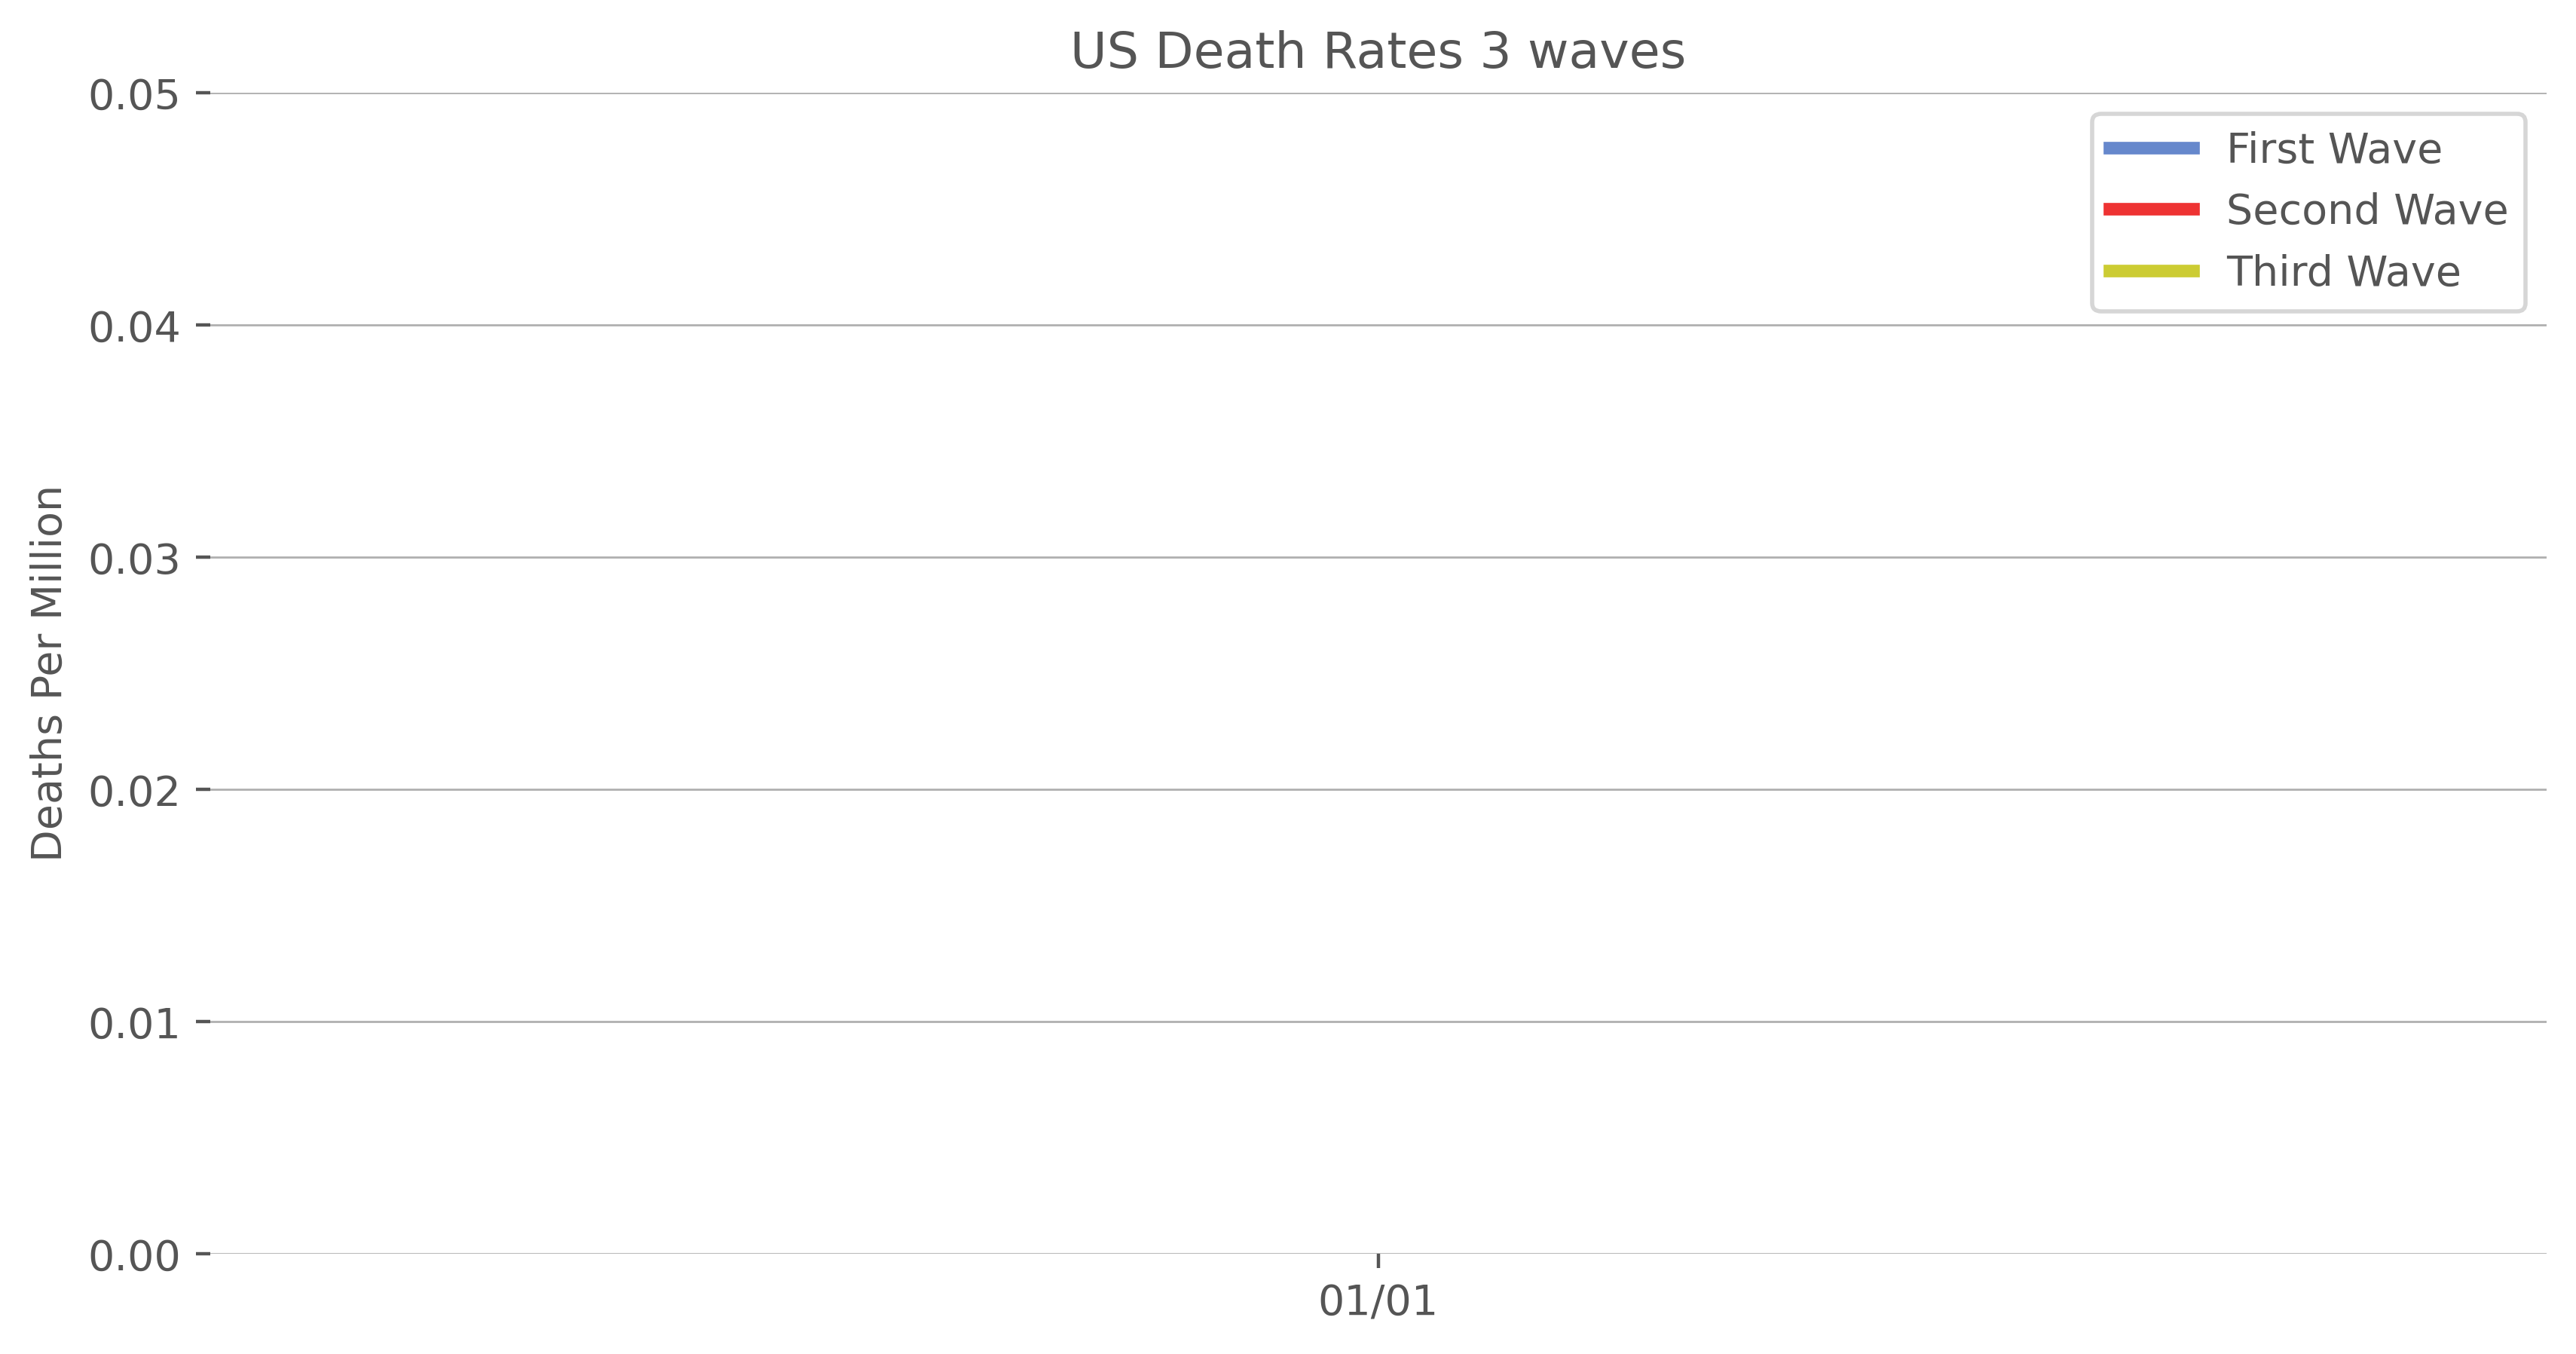 US Death Rates 3 waves
0.05
0.04
0.03
0.02
0.01
0.00
Deaths Per Million
First Wave
Second Wave
Third Wave
01/01